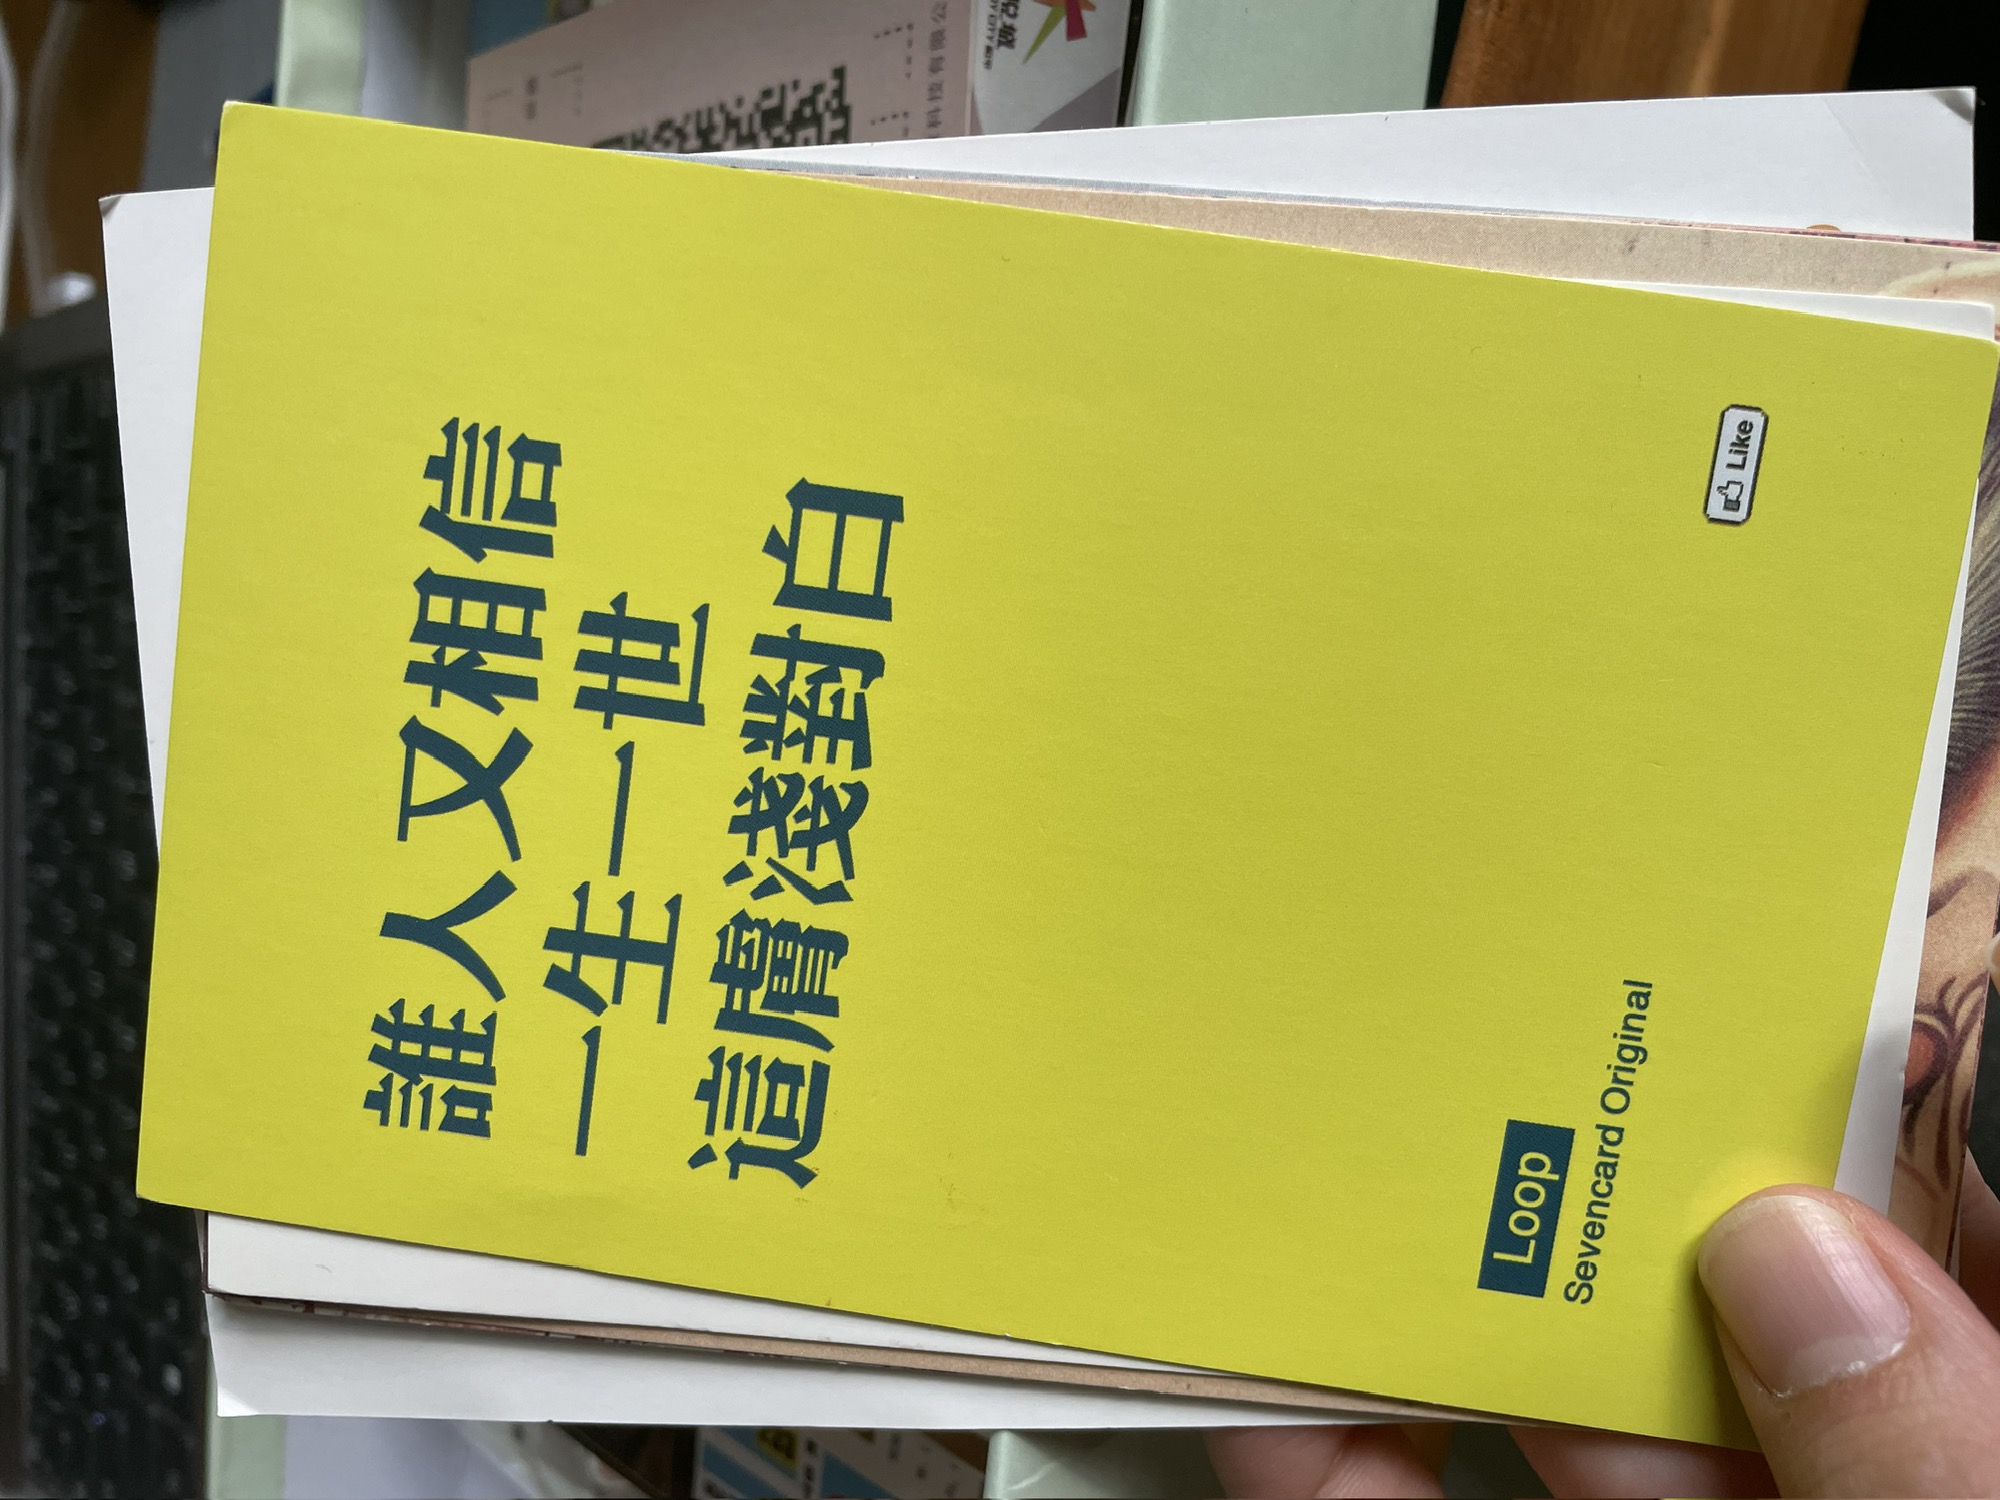 誰人又相信
一生一世
這膚淺對白
Like
Loop
Sevencard Original